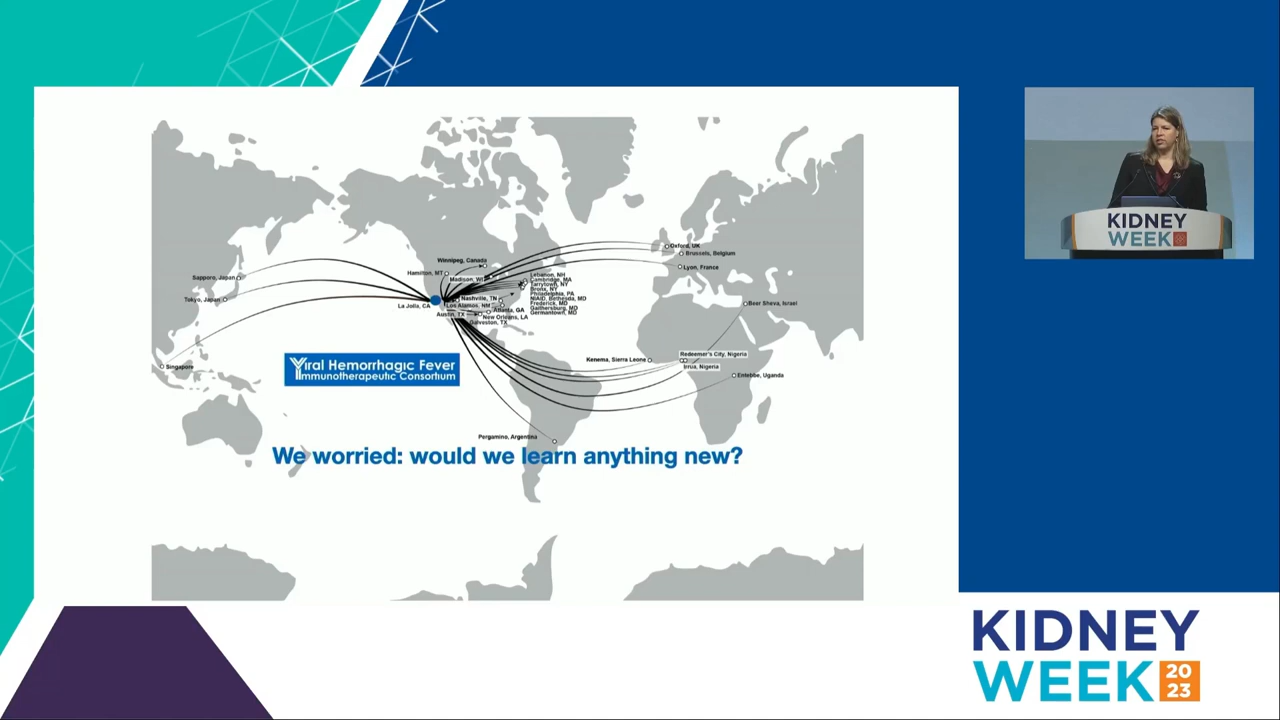 Winnipeg, Canada
Hamilton, MT
Madison, WI
Sapporo, Japan
Tokyo, Japan
La Jolla, CA
Nashville, TN
Los Alamos, NM
Austin, TX
Atlanta, GA
New Orleans, LA
Galveston, TX
Lebanon, NH
Cambridge, MA
Tarrytown, NY
Bronx, NY
Philadelphia, PA
NIAID, Bethesda, MD
Frederick, MD
Gaithersburg, MD
Germantown, MD
Oxford, UK
Brussels, Belgium
Lyon, France
Beer Sheva, Israel
Singapore
Kenema, Sierra Leone
Redeemer's City, Nigeria
Irrua, Nigeria
Entebbe, Uganda
Viral Hemorrhagic Fever
Immunotherapeutic Consortium
Pergamino, Argentina
We worried: would we learn anything new?
KIDNEY
WEEK
KIDNEY
WEEK 20
23